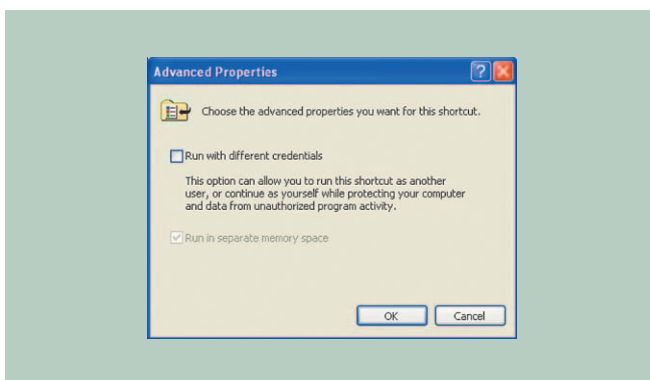 Advanced Properties
Choose the advanced properties you want for this shortcut.
Run with different credentials
This option can allow you to run this shortcut as another
user, or continue as yourself while protecting your computer
and data from unauthorized program activity.
Run in separate memory space
OK Cancel